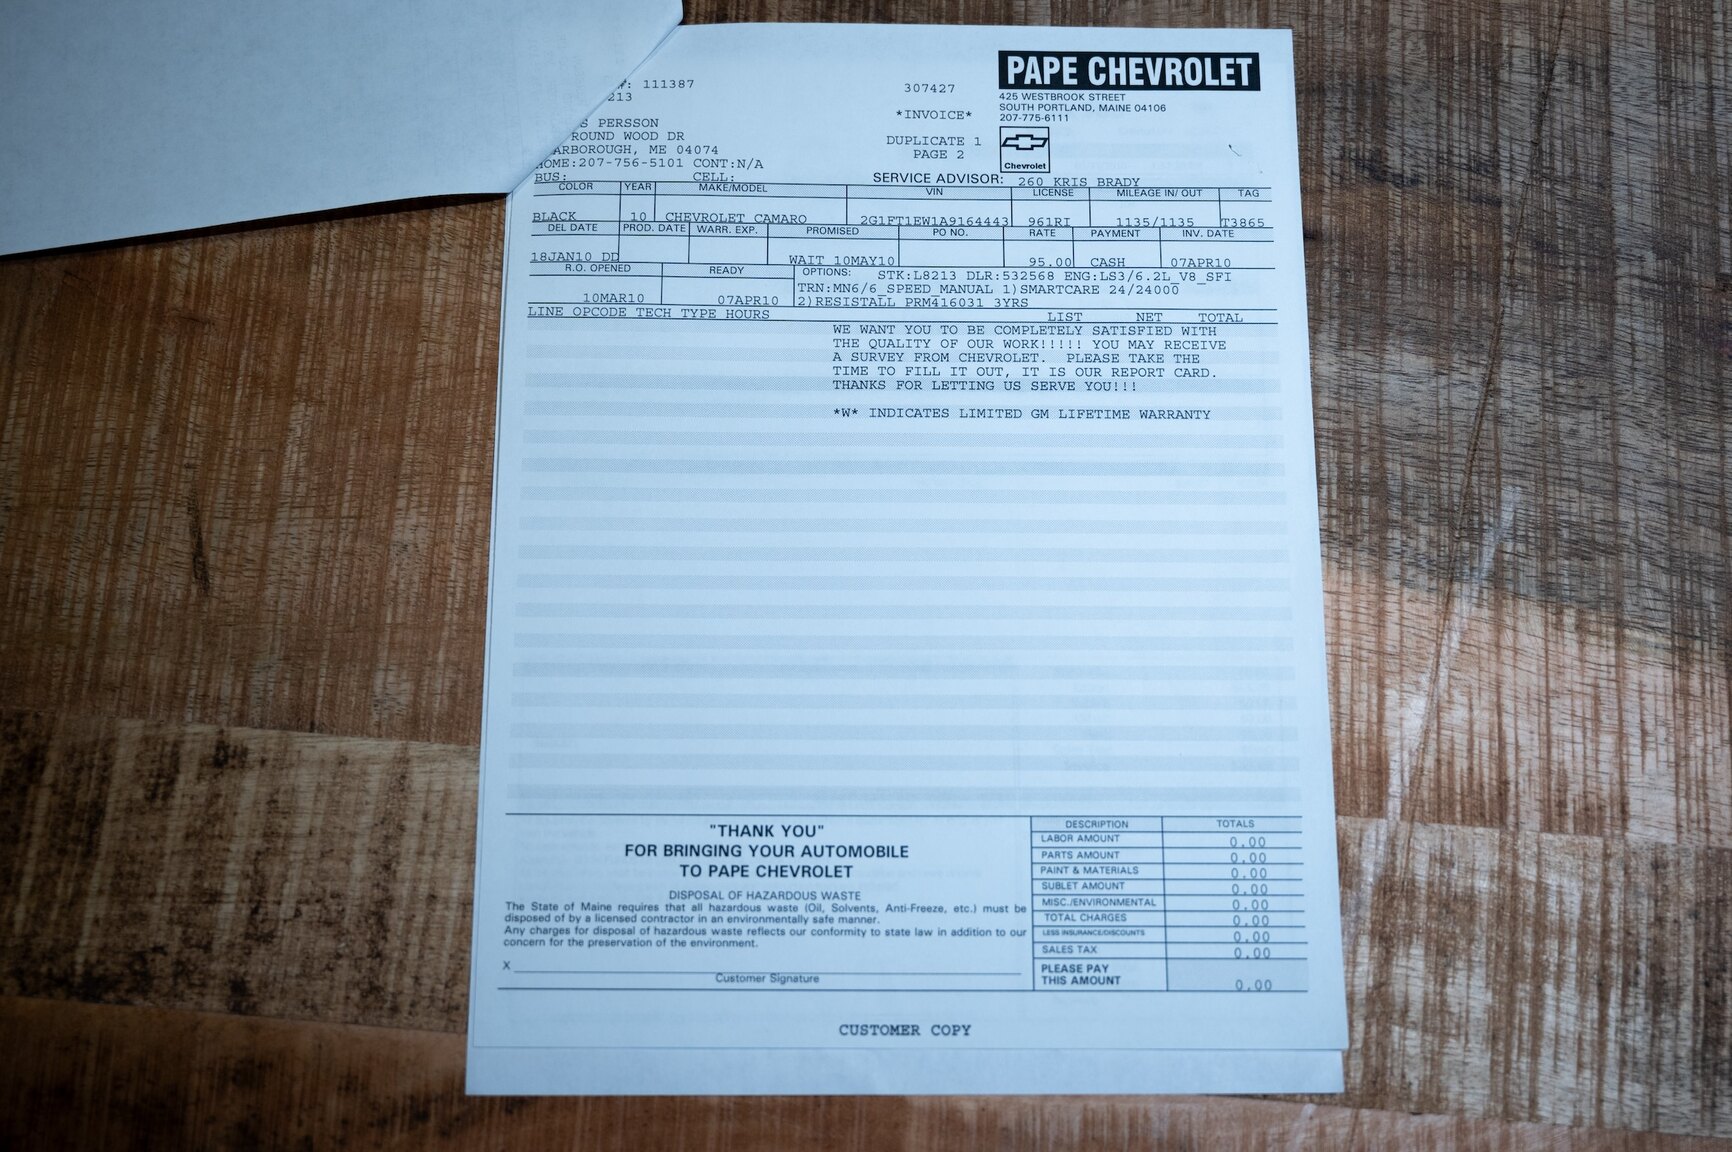 PAPE CHEVROLET
425 WESTBROOK STREET
SOUTH PORTLAND, MAINE 04106
207-775-6111
Chevrolet
#: 111387
213
307427
*INVOICE*
DUPLICATE 1
PAGE 2
PERSSON
ROUND WOOD DR
ARBOROUGH, ME 04074
OME:207-756-5101 CONT:N/A
BUS: CELL:
SERVICE ADVISOR: 260 KRIS BRADY
COLOR YEAR MAKE/MODEL VIN LICENSE MILEAGE IN/ OUT TAG
BLACK 10 CHEVROLET CAMARO 2G1FT1EW1A9164443 961RI 1135/1135 T3865
DEL DATE PROD. DATE WARR. EXP. PROMISED PO NO. RATE PAYMENT INV. DATE
18JAN10 DD WAIT 10MAY10 95.00 CASH 07APR10
R.O. OPENED READY OPTIONS: STK:L8213 DLR:532568 ENG:LS3/6.2L_V8_SFI
TRN:MN6/6_SPEED_MANUAL 1)SMARTCARE 24/24000
10MAR10 07APR10 2)RESISTALL PRM416031 3YRS
LINE OPCODE TECH TYPE HOURS LIST NET TOTAL
WE WANT YOU TO BE COMPLETELY SATISFIED WITH
THE QUALITY OF OUR WORK!!!!! YOU MAY RECEIVE
A SURVEY FROM CHEVROLET. PLEASE TAKE THE
TIME TO FILL IT OUT, IT IS OUR REPORT CARD.
THANKS FOR LETTING US SERVE YOU!!!
*W* INDICATES LIMITED GM LIFETIME WARRANTY
"THANK YOU"
FOR BRINGING YOUR AUTOMOBILE
TO PAPE CHEVROLET
DISPOSAL OF HAZARDOUS WASTE
The State of Maine requires that all hazardous waste (Oil, Solvents, Anti-Freeze, etc.) must be
disposed of by a licensed contractor in an environmentally safe manner.
Any charges for disposal of hazardous waste reflects our conformity to state law in addition to our
concern for the preservation of the environment.
X
Customer Signature
DESCRIPTION TOTALS
LABOR AMOUNT 0.00
PARTS AMOUNT 0.00
PAINT & MATERIALS 0.00
SUBLET AMOUNT 0.00
MISC./ENVIRONMENTAL 0.00
TOTAL CHARGES 0.00
LESS INSURANCE/DISCOUNTS 0.00
SALES TAX 0.00
PLEASE PAY
THIS AMOUNT 0.00
CUSTOMER COPY